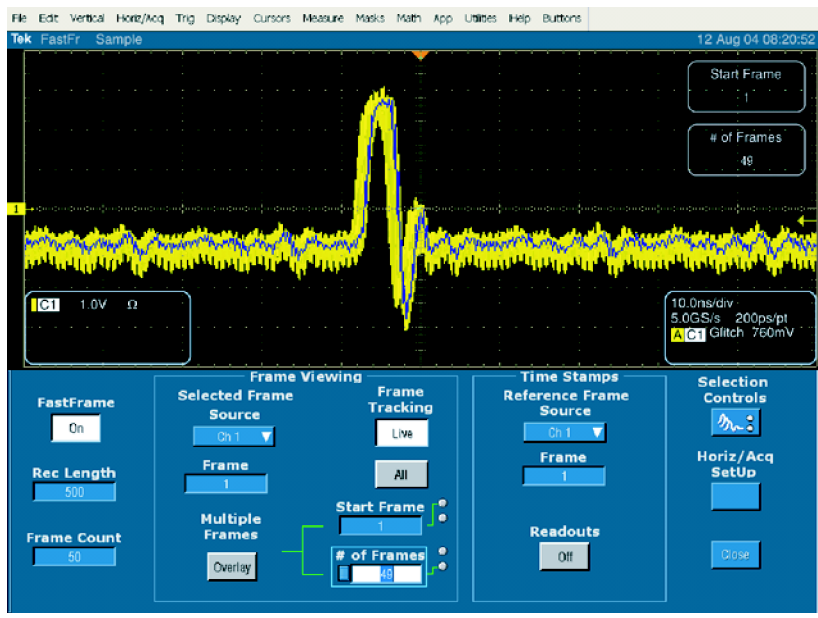 File Edit Vertical Horiz/Acq Trig Display Cursors Measure Masks Math App Utilities Help Buttons
Tek FastFr Sample 12 Aug 04 08:20:52
Start Frame
1
# of Frames
49
1
C1 1.0V Ω
10.0ns/div
5.0GS/s 200ps/pt
A C1 Glitch 760mV
Frame Viewing
Selected Frame
Source
Ch 1
Frame
1
Multiple
Frames
Overlay
Frame
Tracking
Live
All
Start Frame
1
# of Frames
49
FastFrame
On
Rec Length
500
Frame Count
50
Time Stamps
Reference Frame
Source
Ch 1
Frame
1
Readouts
Off
Selection
Controls
Horiz/Acq
SetUp
Close